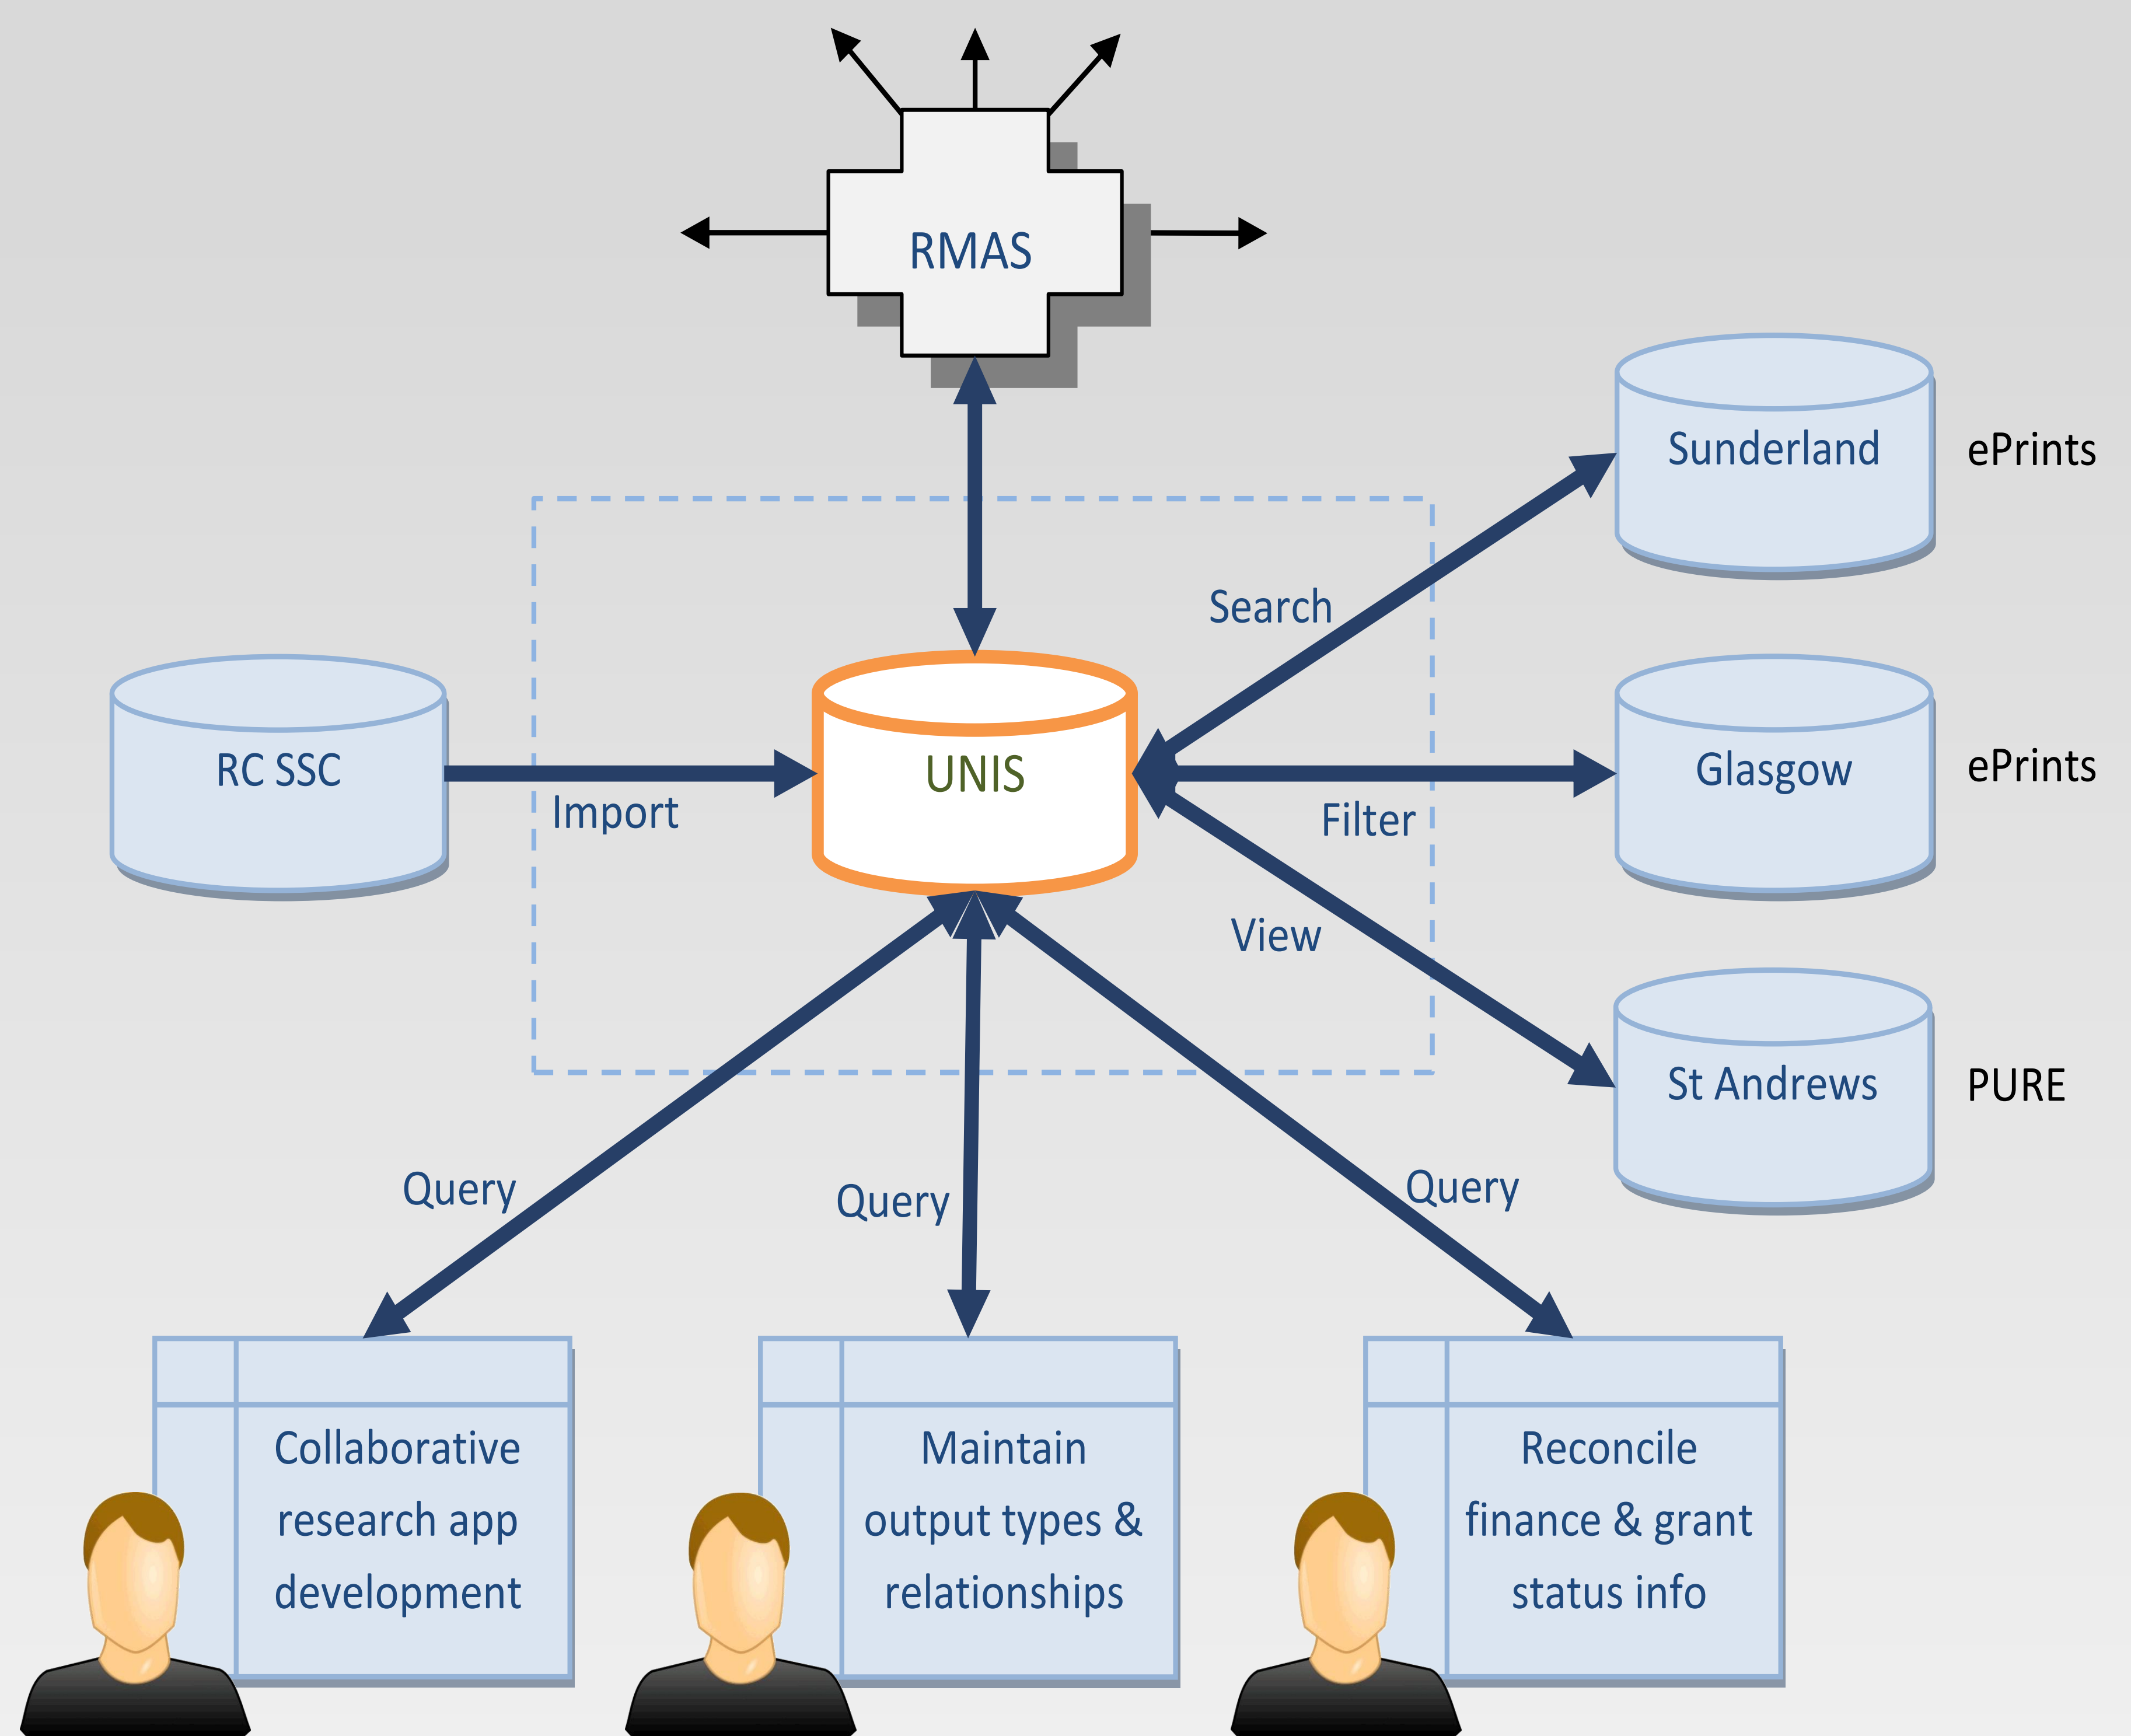 RMAS
Sunderland
ePrints
Search
RC SSC
UNIS
Glasgow
ePrints
Import
Filter
View
St Andrews
PURE
Query
Query
Query
Collaborative
research app
development
Maintain
output types &
relationships
Reconcile
finance & grant
status info